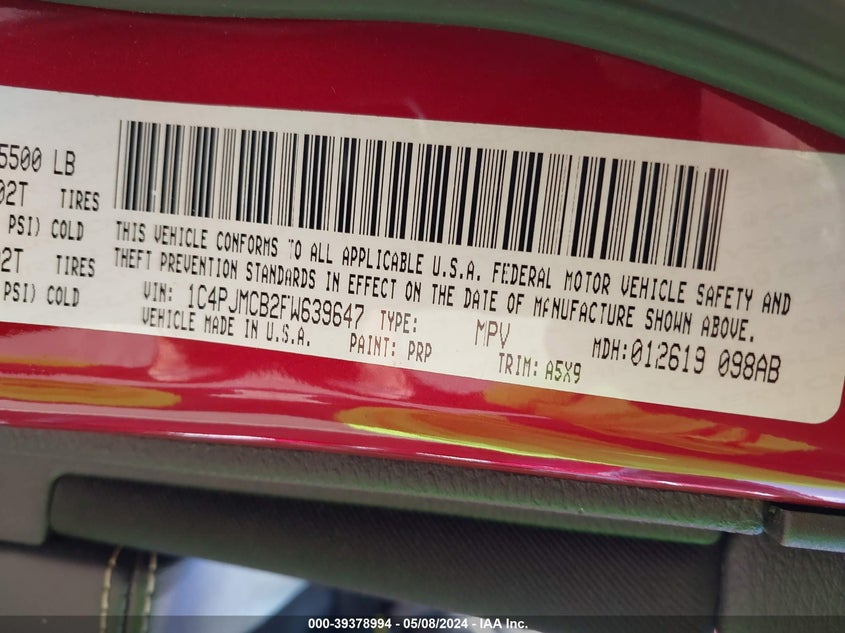 5500 LB
02T TIRES
PSI) COLD
2T TIRES
PSI) COLD
THIS VEHICLE CONFORMS TO ALL APPLICABLE U.S.A. FEDERAL MOTOR VEHICLE SAFETY AND
THEFT PREVENTION STANDARDS IN EFFECT ON THE DATE OF MANUFACTURE SHOWN ABOVE.
VIN: 1C4PJMCB2FW639647 TYPE: MPV MDH:012619 098AB
VEHICLE MADE IN U.S.A. PAINT: PRP TRIM: A5X9
000-39378994 - 05/08/2024 - IAA Inc.